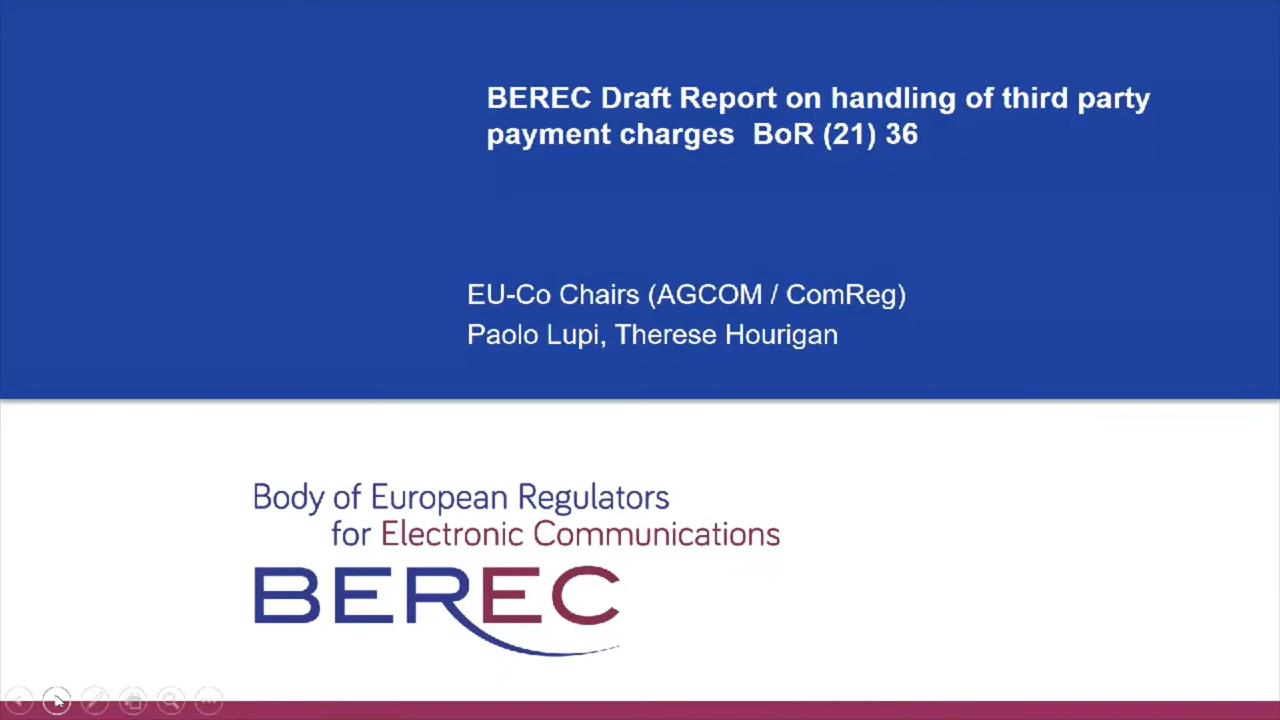 BEREC Draft Report on handling of third party
payment charges  BoR (21) 36
EU-Co Chairs (AGCOM / ComReg)
Paolo Lupi, Therese Hourigan
Body of European Regulators
for Electronic Communications
BEREC